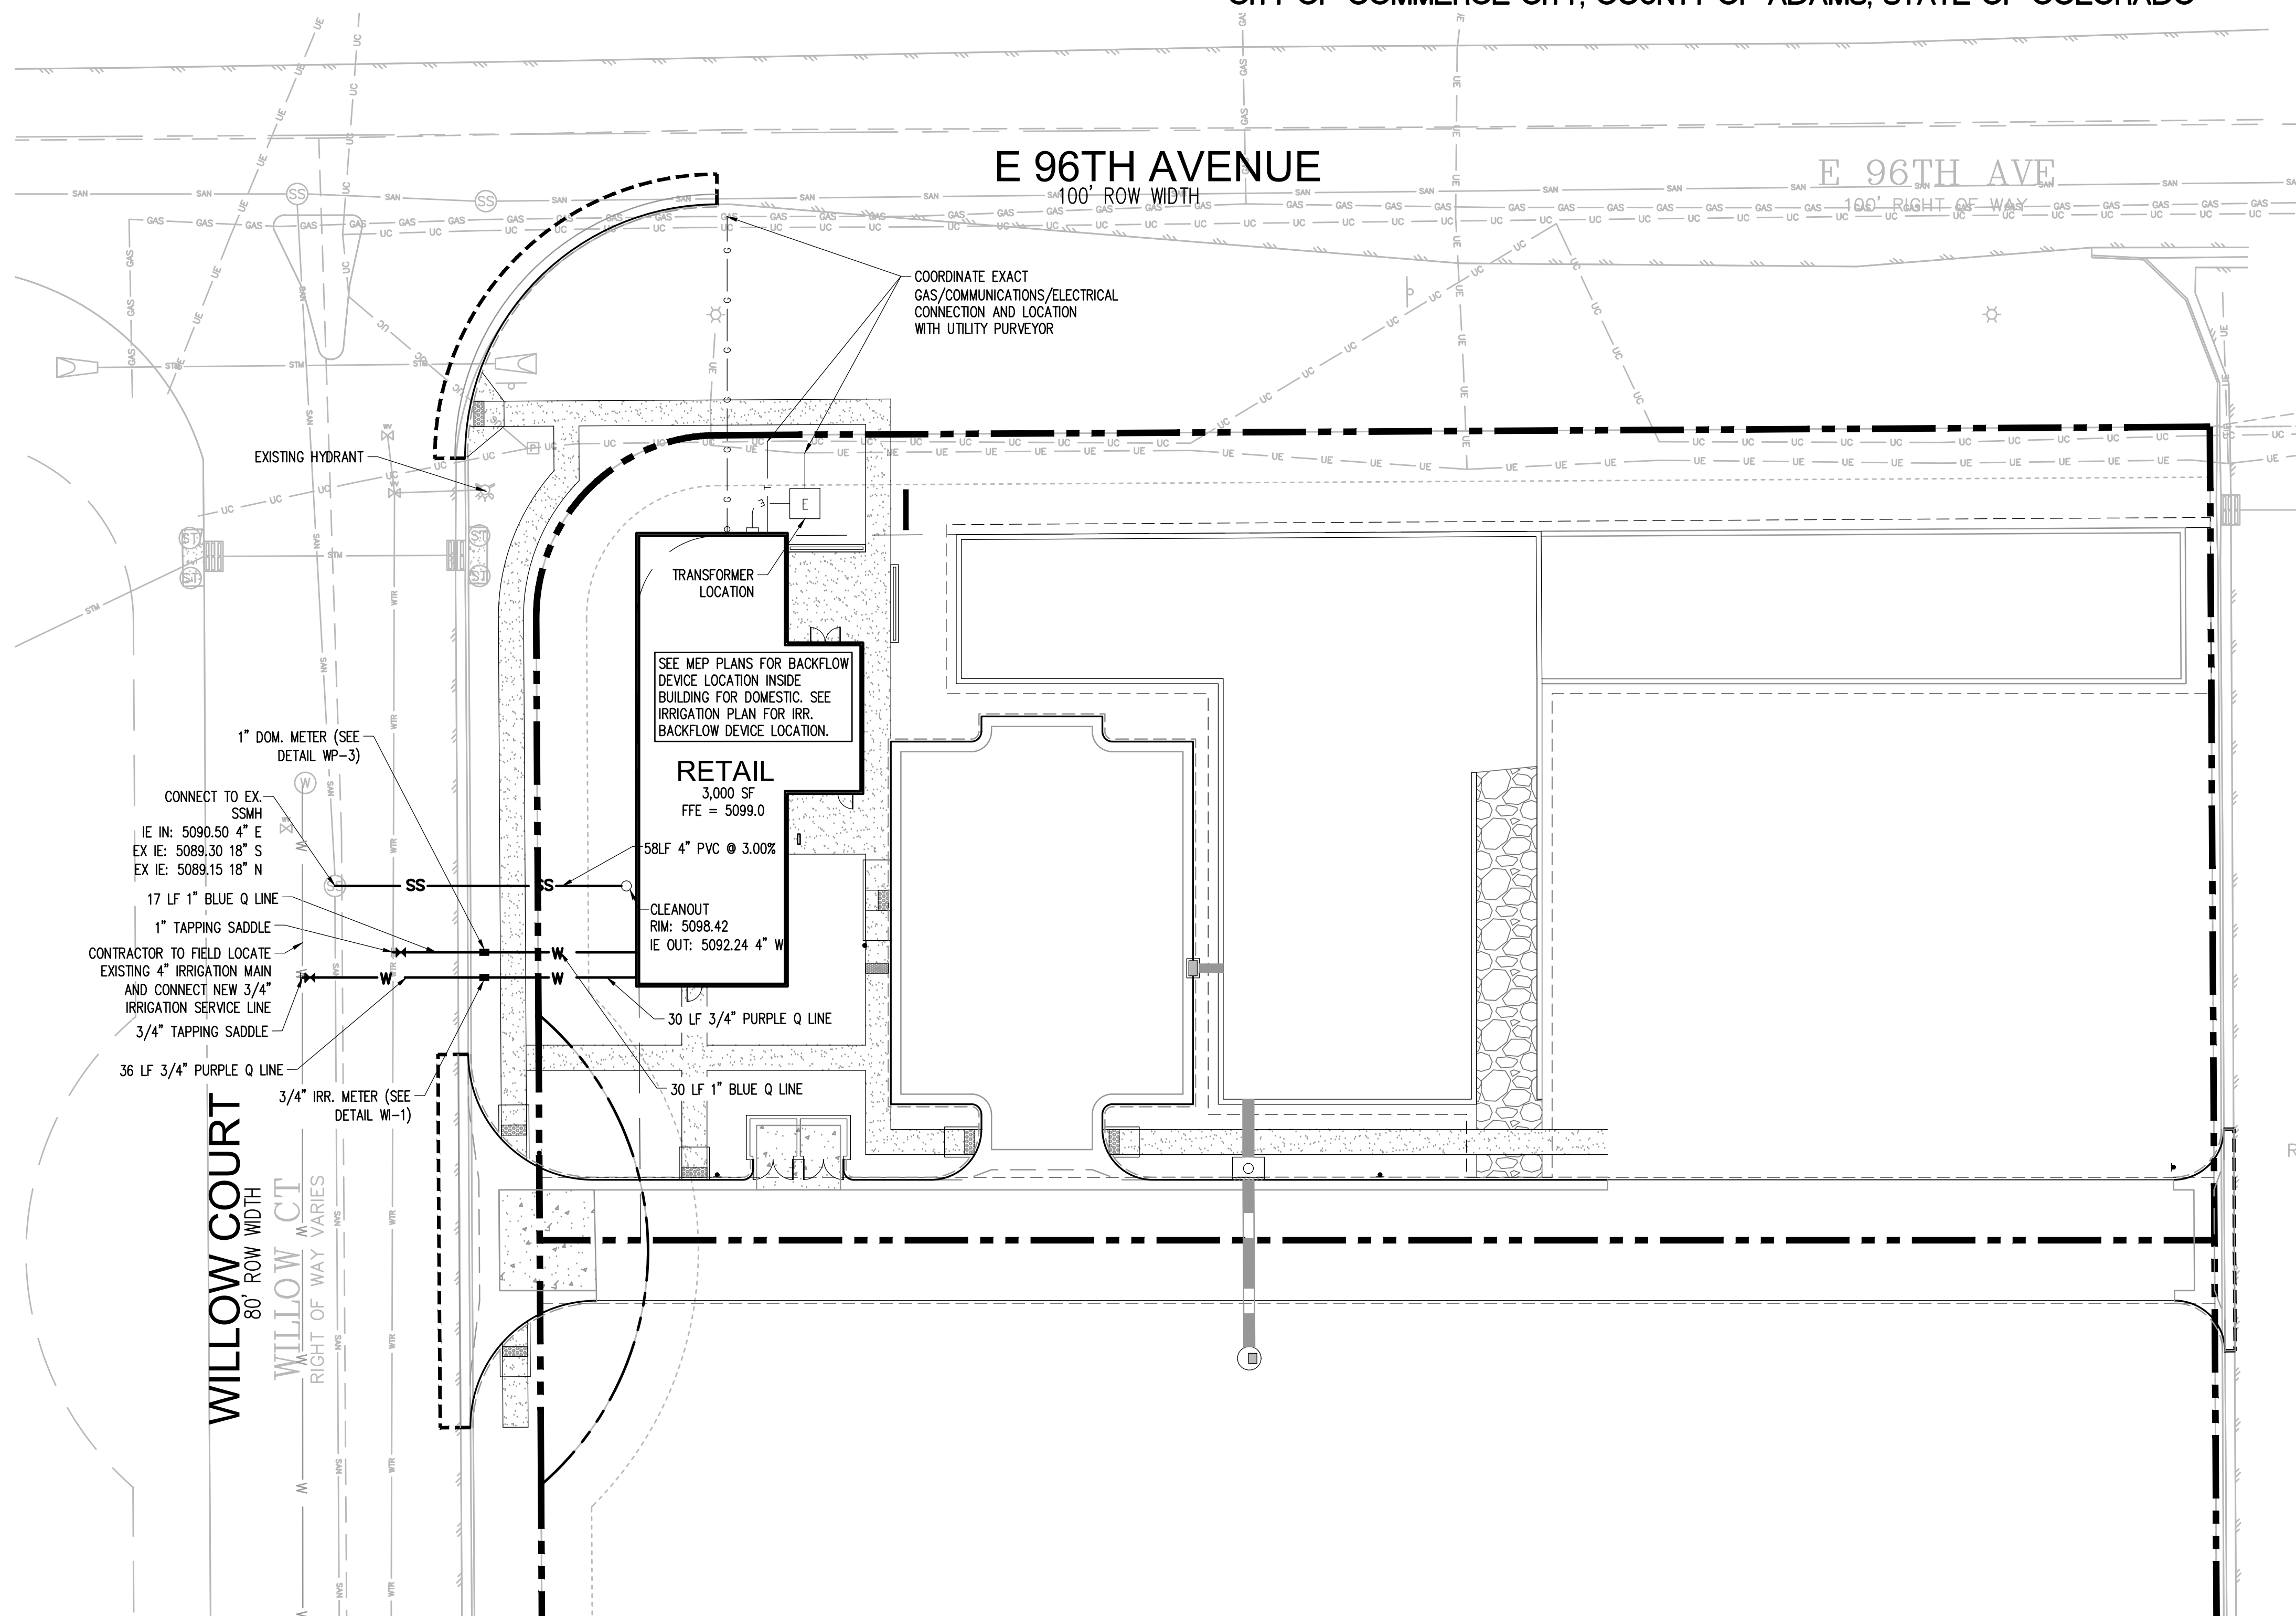 CITY OF COMMERCE CITY, COUNTY OF ADAMS, STATE OF COLORADO
E 96TH AVENUE
100' ROW WIDTH
E 96TH AVE
100' RIGHT OF WAY
COORDINATE EXACT
GAS/COMMUNICATIONS/ELECTRICAL
CONNECTION AND LOCATION
WITH UTILITY PURVEYOR
EXISTING HYDRANT
E
TRANSFORMER
LOCATION
SEE MEP PLANS FOR BACKFLOW
DEVICE LOCATION INSIDE
BUILDING FOR DOMESTIC. SEE
IRRIGATION PLAN FOR IRR.
BACKFLOW DEVICE LOCATION.
RETAIL
3,000 SF
FFE = 5099.0
1" DOM. METER (SEE
DETAIL WP-3)
CONNECT TO EX.
SSMH
IE IN: 5090.50 4" E
EX IE: 5089.30 18" S
EX IE: 5089.15 18" N
58LF 4" PVC @ 3.00%
SS
SS
17 LF 1" BLUE Q LINE
1" TAPPING SADDLE
CLEANOUT
RIM: 5098.42
IE OUT: 5092.24 4" W
CONTRACTOR TO FIELD LOCATE
EXISTING 4" IRRIGATION MAIN
AND CONNECT NEW 3/4"
IRRIGATION SERVICE LINE
W
W
W
3/4" TAPPING SADDLE
30 LF 3/4" PURPLE Q LINE
36 LF 3/4" PURPLE Q LINE
30 LF 1" BLUE Q LINE
3/4" IRR. METER (SEE
DETAIL WI-1)
WILLOW COURT
80' ROW WIDTH
WILLOW CT
RIGHT OF WAY VARIES